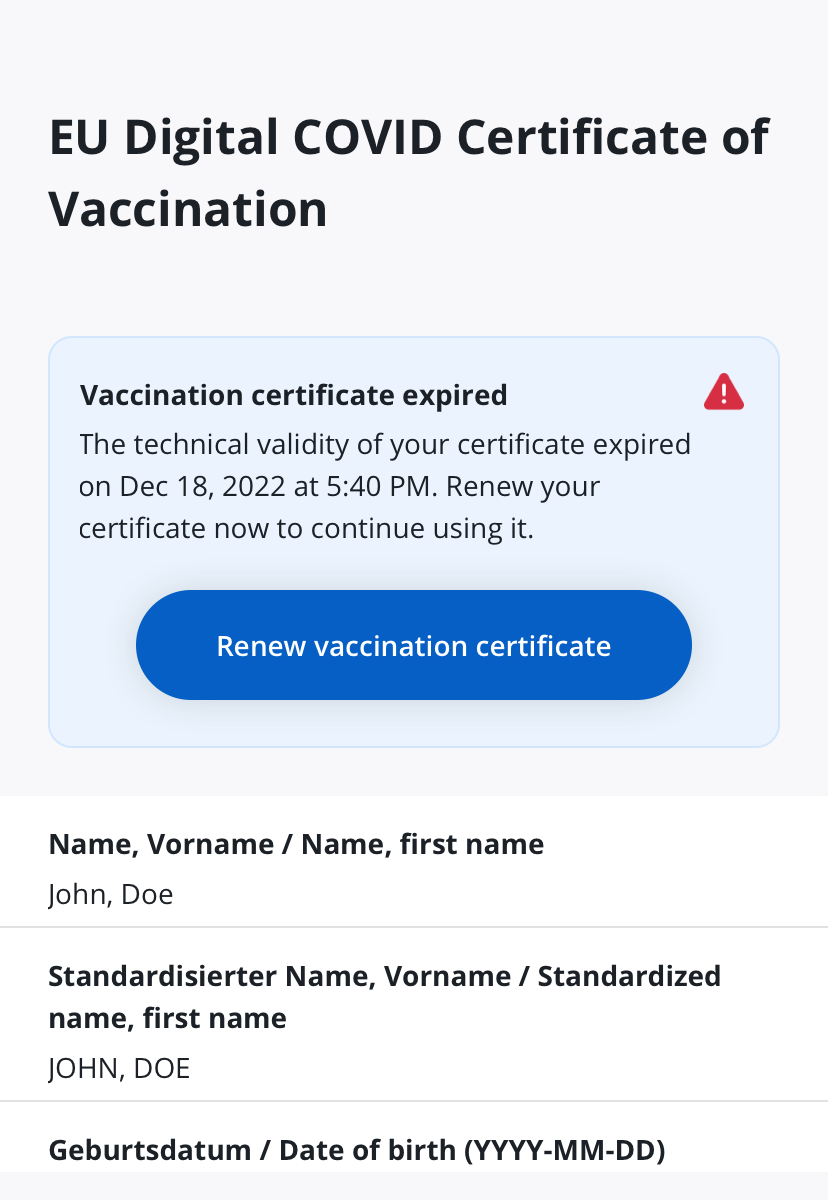 EU Digital COVID Certificate of
Vaccination
Vaccination certificate expired
The technical validity of your certificate expired
on Dec 18, 2022 at 5:40 PM. Renew your
certificate now to continue using it.
Renew vaccination certificate
Name, Vorname / Name, first name
John, Doe
Standardisierter Name, Vorname / Standardized
name, first name
JOHN, DOE
Geburtsdatum / Date of birth (YYYY-MM-DD)